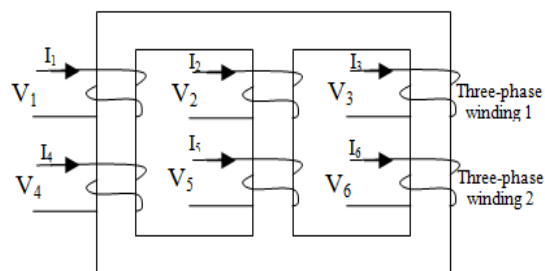 I1 I2 I3
V1 V2 V3 Three-phase
winding 1
I4 I5 I6
V4 V5 V6 Three-phase
winding 2